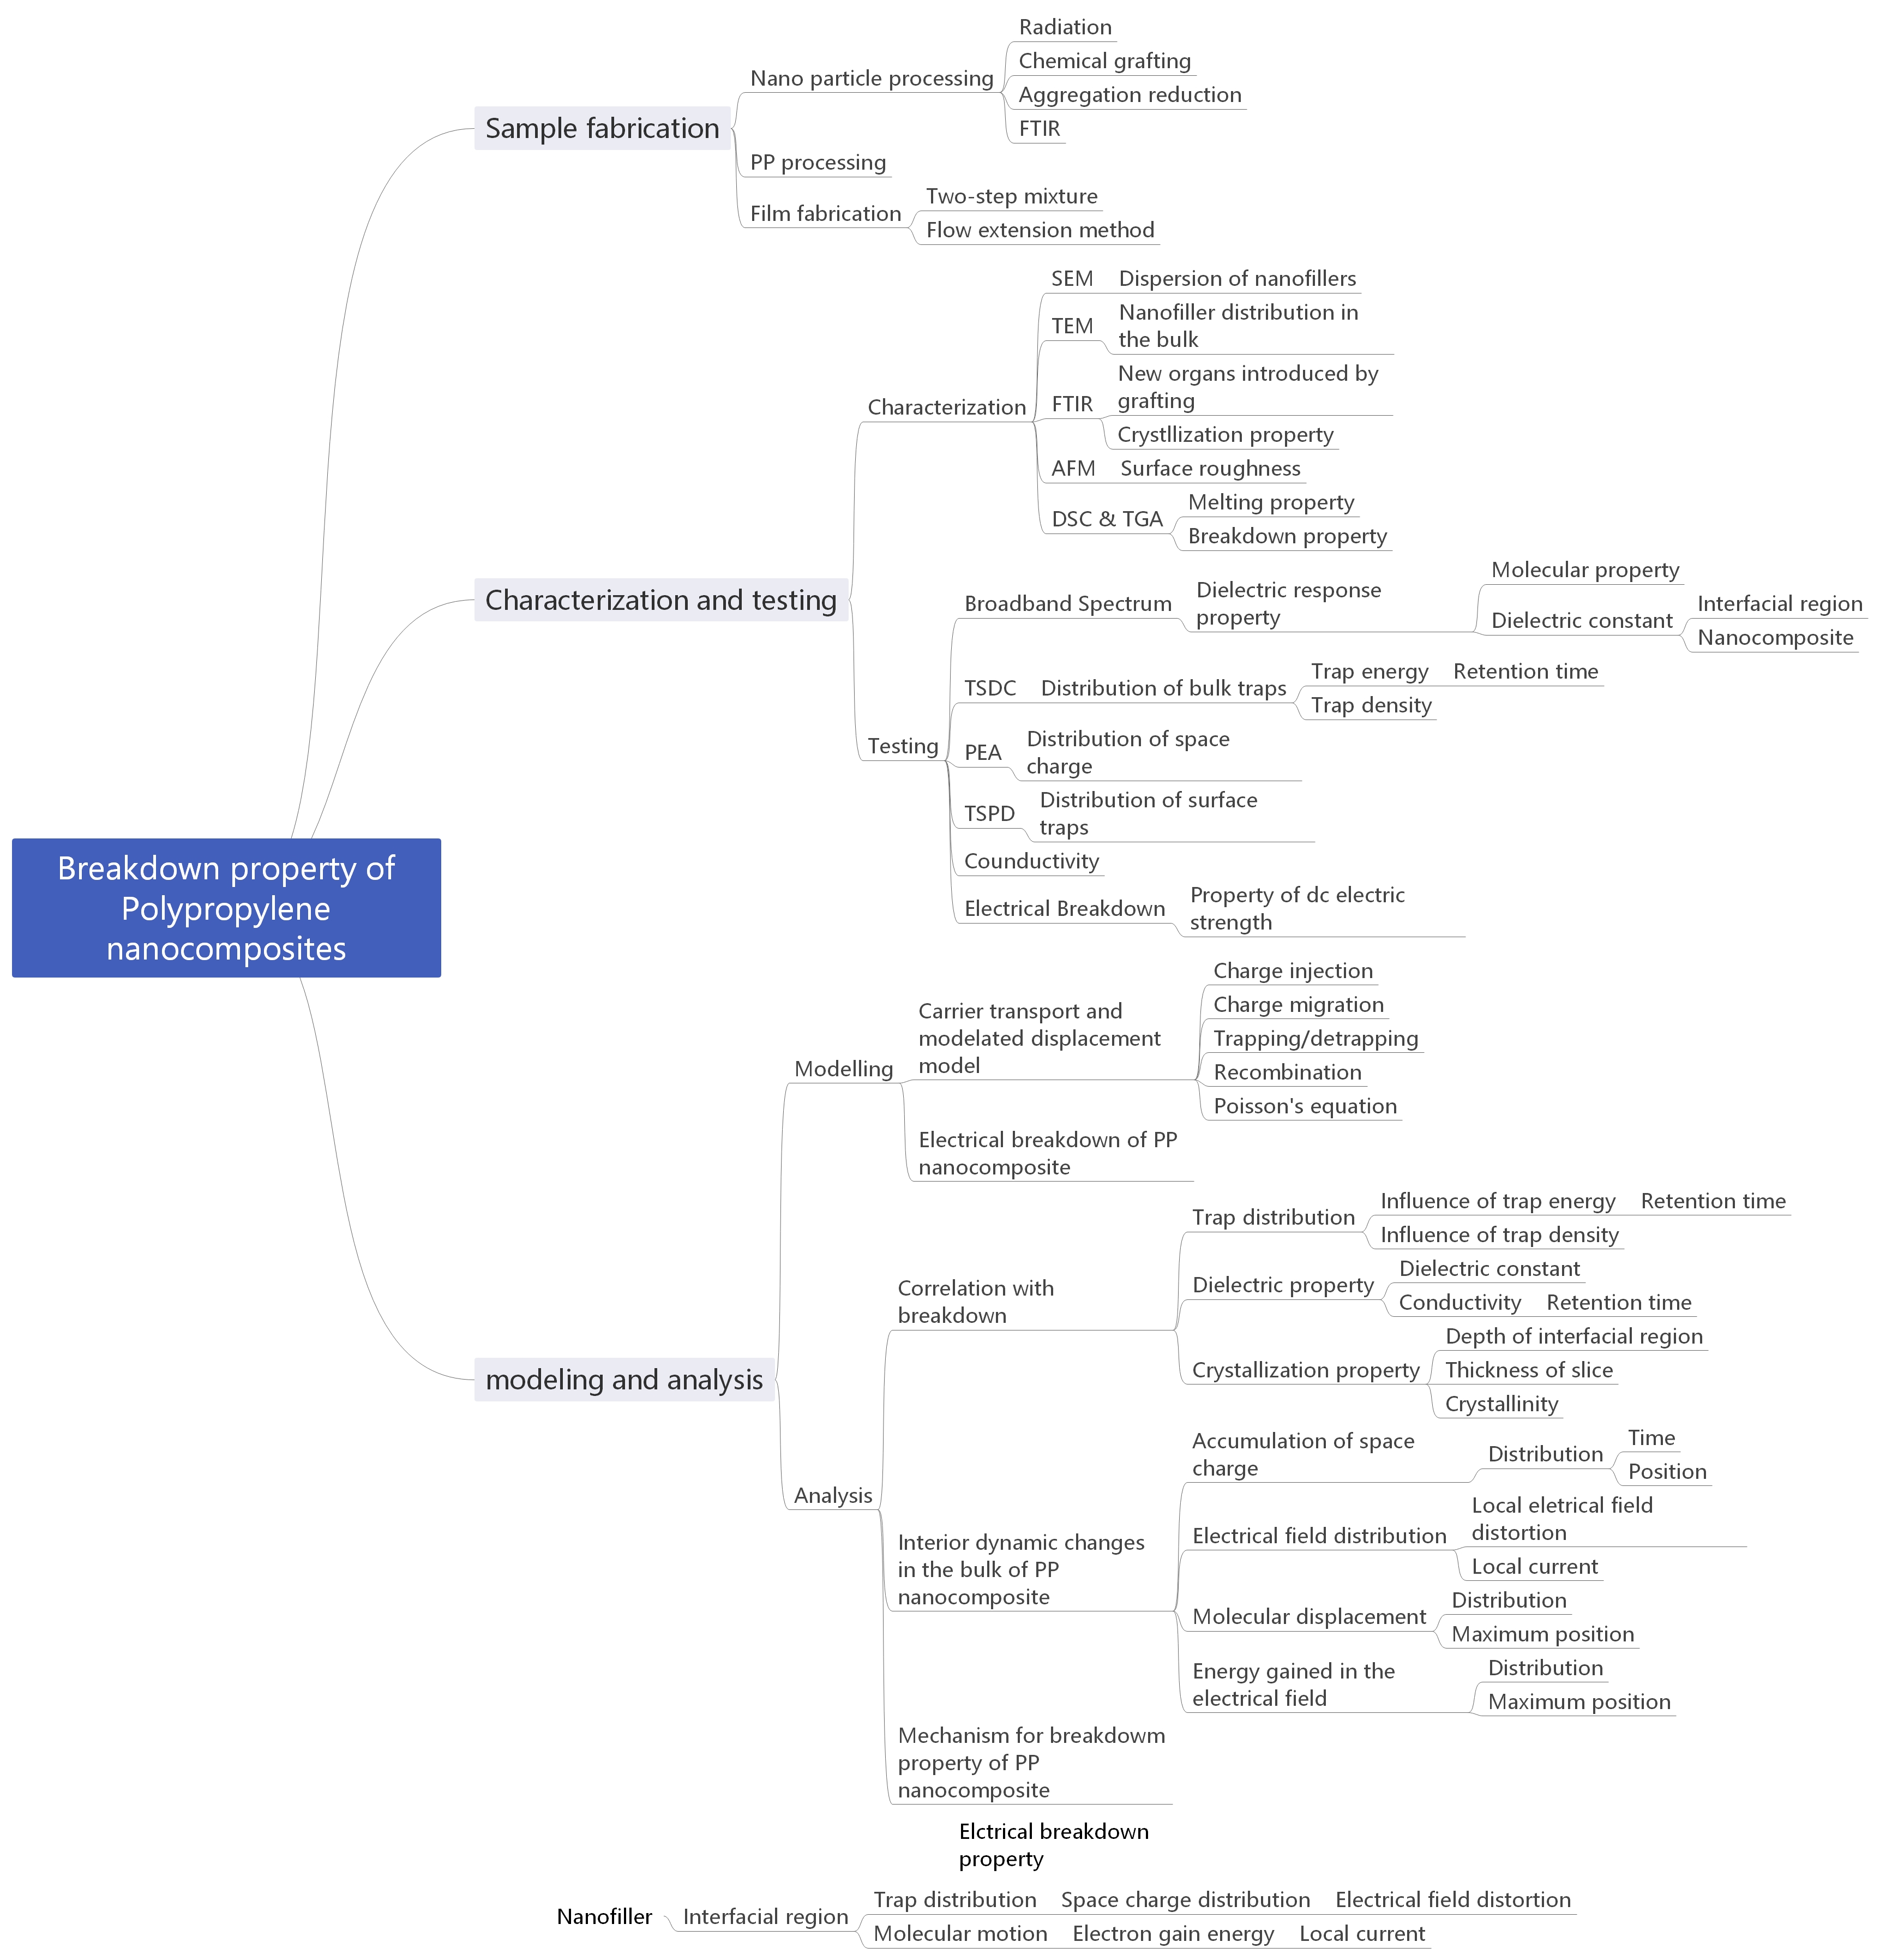 Breakdown property of
Polypropylene
nanocomposites
Sample fabrication
Nano particle processing
Radiation
Chemical grafting
Aggregation reduction
FTIR
PP processing
Film fabrication
Two-step mixture
Flow extension method
Characterization and testing
Characterization
SEM
Dispersion of nanofillers
TEM
Nanofiller distribution in
the bulk
FTIR
New organs introduced by
grafting
Crystllization property
AFM
Surface roughness
DSC & TGA
Melting property
Breakdown property
Testing
Broadband Spectrum
Dielectric response
property
Molecular property
Dielectric constant
Interfacial region
Nanocomposite
TSDC
Distribution of bulk traps
Trap energy
Retention time
Trap density
PEA
Distribution of space
charge
TSPD
Distribution of surface
traps
Counductivity
Electrical Breakdown
Property of dc electric
strength
modeling and analysis
Modelling
Carrier transport and
modelated displacement
model
Charge injection
Charge migration
Trapping/detrapping
Recombination
Poisson's equation
Electrical breakdown of PP
nanocomposite
Analysis
Correlation with
breakdown
Trap distribution
Influence of trap energy
Retention time
Influence of trap density
Dielectric property
Dielectric constant
Conductivity
Retention time
Crystallization property
Depth of interfacial region
Thickness of slice
Crystallinity
Interior dynamic changes
in the bulk of PP
nanocomposite
Accumulation of space
charge
Distribution
Time
Position
Electrical field distribution
Local eletrical field
distortion
Local current
Molecular displacement
Distribution
Maximum position
Energy gained in the
electrical field
Distribution
Maximum position
Mechanism for breakdowm
property of PP
nanocomposite
Elctrical breakdown
property
Nanofiller
Interfacial region
Trap distribution
Space charge distribution
Electrical field distortion
Molecular motion
Electron gain energy
Local current